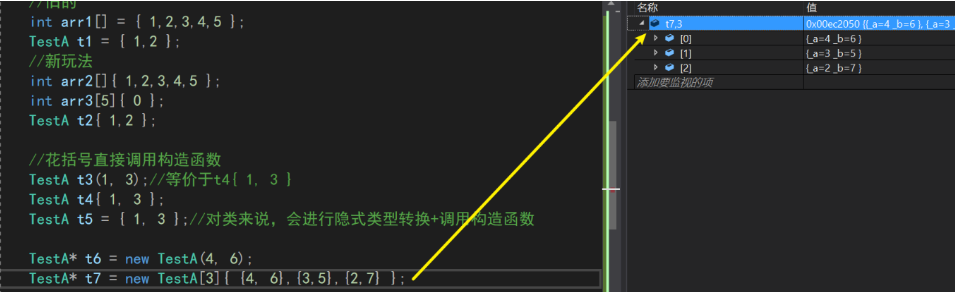 //旧的
int arr1[] = { 1,2,3,4,5 };
TestA t1 = { 1,2 };
//新玩法
int arr2[]{ 1,2,3,4,5 };
int arr3[5]{ 0 };
TestA t2{ 1,2 };
//花括号直接调用构造函数
TestA t3(1, 3);//等价于t4{ 1, 3 }
TestA t4{ 1, 3 };
TestA t5 = { 1, 3 };//对类来说，会进行隐式类型转换+调用构造函数
TestA* t6 = new TestA(4, 6);
TestA* t7 = new TestA[3]{ {4, 6},{3,5},{2,7} };
名称 值
t7,3 0x00ec2050 {{_a=4 _b=6 }, {_a=3
[0] {_a=4 _b=6 }
[1] {_a=3 _b=5 }
[2] {_a=2 _b=7 }
添加要监视的项